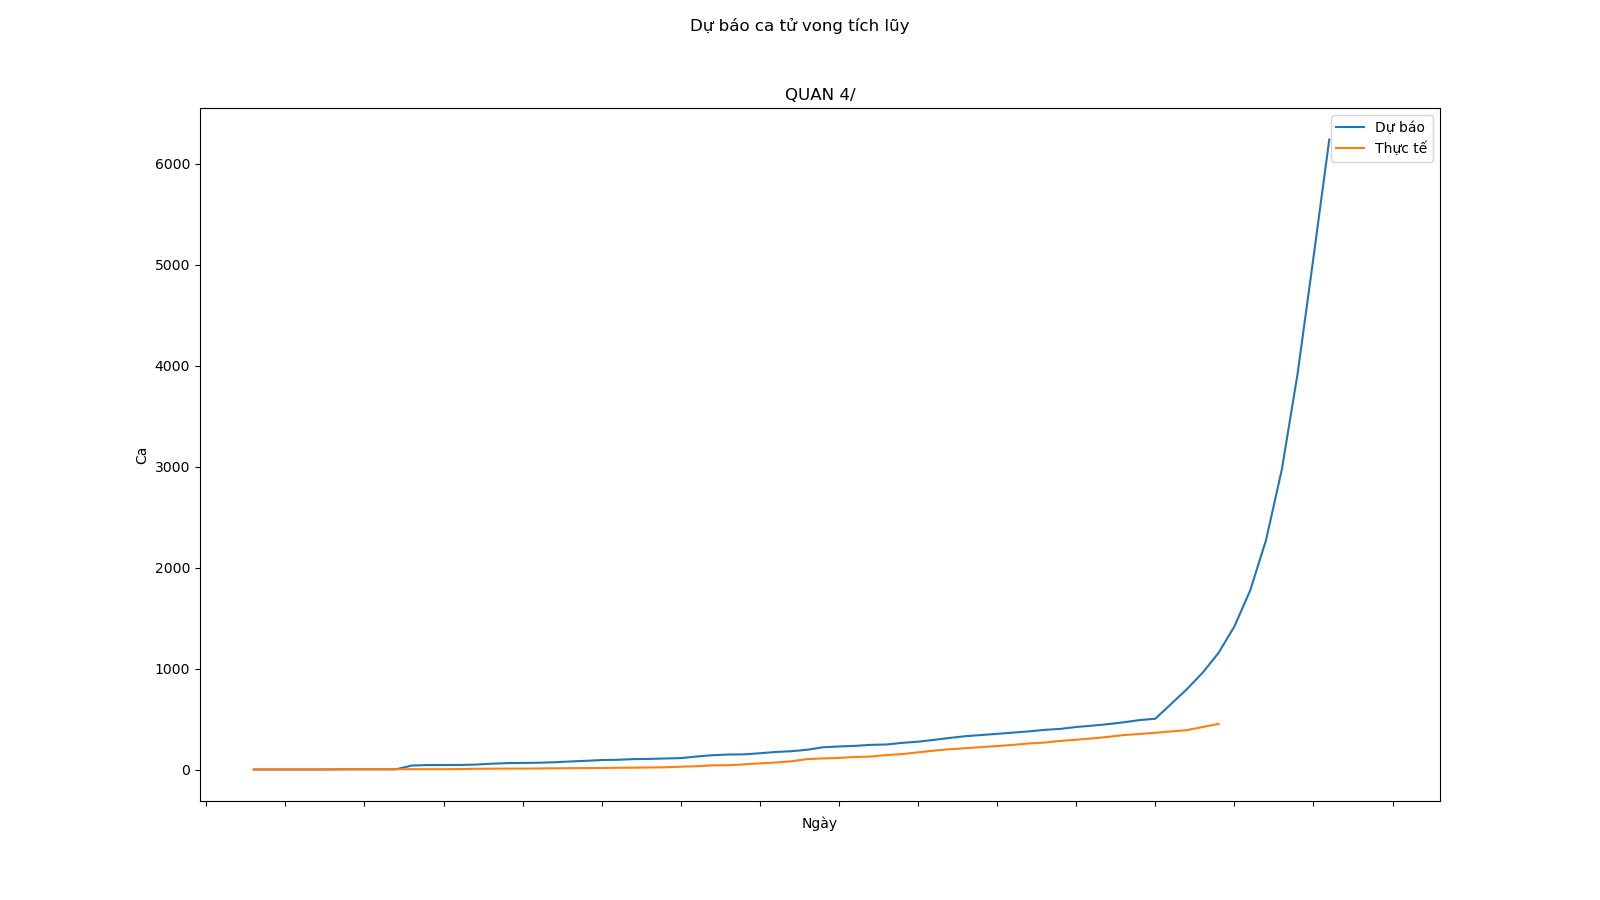 Dự báo ca tử vong tích lũy
QUAN 4/
Dự báo
Thực tế
6000
5000
4000
3000
2000
1000
0
Ca
Ngày